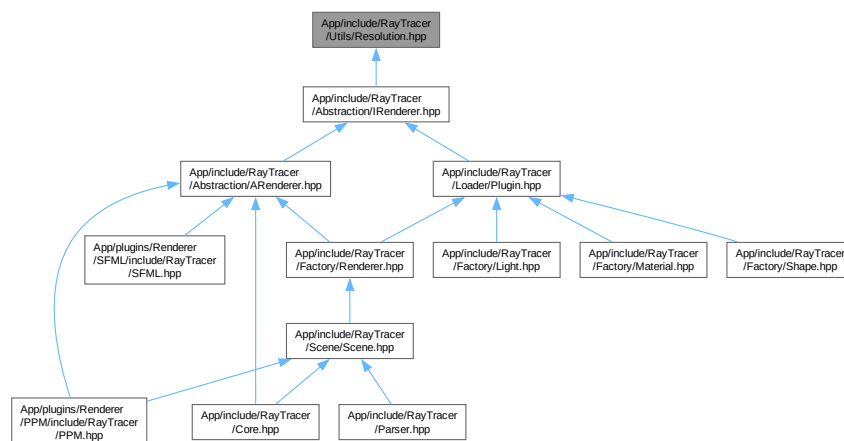 App/include/RayTracer
/Utils/Resolution.hpp
App/include/RayTracer
/Abstraction/IRenderer.hpp
App/include/RayTracer
/Abstraction/ARenderer.hpp
App/include/RayTracer
/Loader/Plugin.hpp
App/plugins/Renderer
/SFML/include/RayTracer
/SFML.hpp
App/include/RayTracer
/Factory/Renderer.hpp
App/include/RayTracer
/Factory/Light.hpp
App/include/RayTracer
/Factory/Material.hpp
App/include/RayTracer
/Factory/Shape.hpp
App/include/RayTracer
/Scene/Scene.hpp
App/plugins/Renderer
/PPM/include/RayTracer
/PPM.hpp
App/include/RayTracer
/Core.hpp
App/include/RayTracer
/Parser.hpp